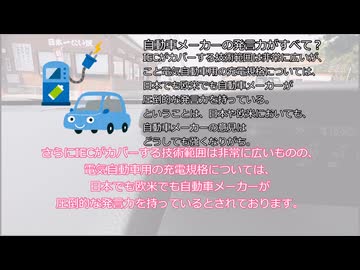 自動車メーカーの発言力がすべて？
IECがカバーする技術範囲は非常に広いが、
こと電気自動車用の充電規格については、
日本でも欧米でも自動車メーカーが
圧倒的な発言力を持っている。
ということは、日本や欧米においても、
自動車メーカーの意見は
どうしても強くなりがち。
さらにIECがカバーする技術範囲は非常に広いものの、
電気自動車用の充電規格については、
日本でも欧米でも自動車メーカーが
圧倒的な発言力を持っているとされております。